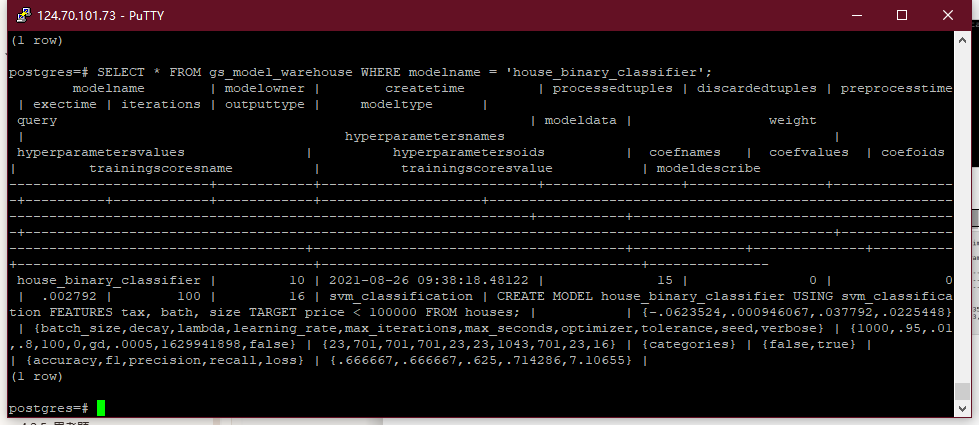 124.70.101.73 - PuTTY
(1 row)
postgres=# SELECT * FROM gs_model_warehouse WHERE modelname = 'house_binary_classifier';
modelname | modelowner | createtime | processedtuples | discardedtuples | preprocesstime
| exectime | iterations | outputtype | modeltype |
query | modeldata | weight
| hyperparametersnames |
hyperparametersvalues | hyperparametersoids | coefnames | coefvalues | coefoids
| trainingscoresname | trainingscoresvalue | modeldescribe
house_binary_classifier | 10 | 2021-08-26 09:38:18.48122 | 15 | 0 | 0
| .002792 | 100 | 16 | svm_classification | CREATE MODEL house_binary_classifier USING svm_classifica
tion FEATURES tax, bath, size TARGET price < 100000 FROM houses; | | {-.0623524,.000946067,.037792,.0225448}
| {batch_size,decay,lambda,learning_rate,max_iterations,max_seconds,optimizer,tolerance,seed,verbose} | {1000,.95,.01
,.8,100,0,gd,.0005,1629941898,false} | {23,701,701,701,23,23,1043,701,23,16} | {categories} | {false,true} |
| {accuracy,f1,precision,recall,loss} | {.666667,.666667,.625,.714286,7.10655} |
(1 row)
postgres=#